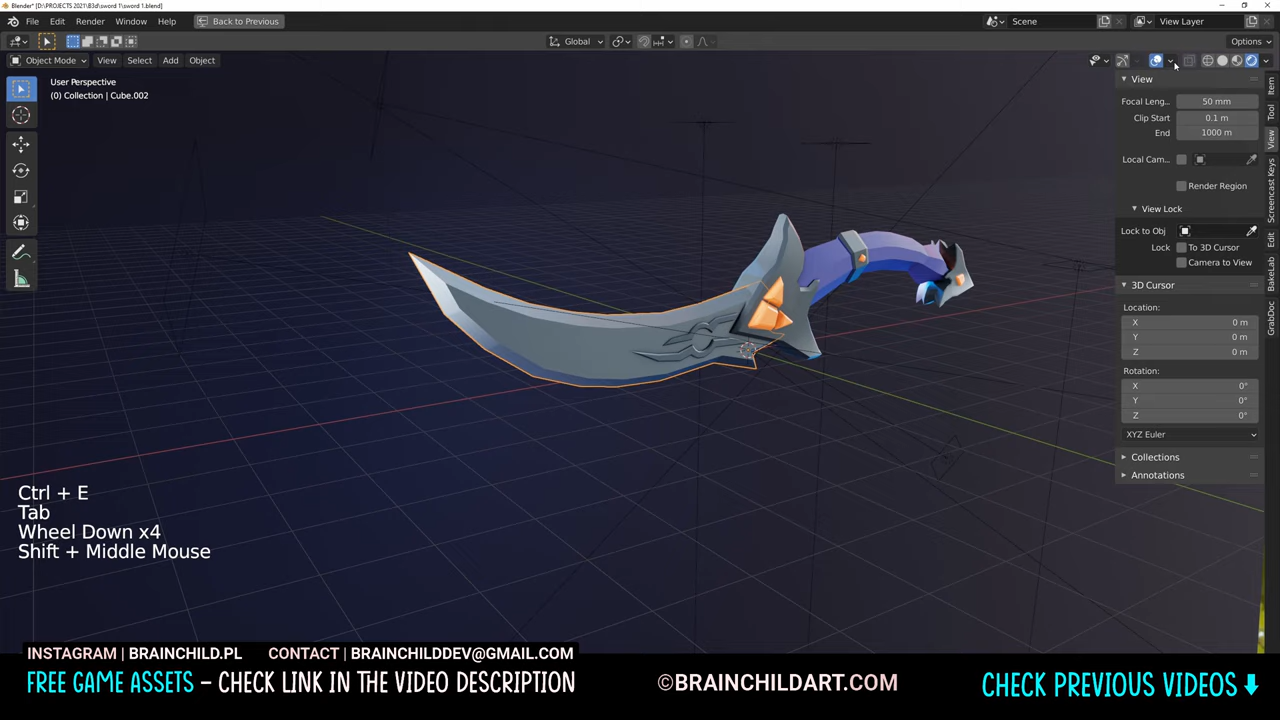 Blender* [D:\PROJECTS 2021\B3d\sword 1\sword 1.blend]
File Edit Render Window Help Back to Previous Scene View Layer
Global Options
Object Mode View Select Add Object
User Perspective
(0) Collection | Cube.002
View
Focal Leng.. 50 mm
Clip Start 0.1 m
End 1000 m
Local Cam..
Render Region
View Lock
Lock to Obj
Lock To 3D Cursor
Camera to View
3D Cursor
Location:
X 0 m
Y 0 m
Z 0 m
Rotation:
X 0°
Y 0°
Z 0°
XYZ Euler
Collections
Annotations
Item
Tool
View
Screencast Keys
Edit
BakeLab
GrabDoc
Ctrl + E
Tab
Wheel Down x4
Shift + Middle Mouse
INSTAGRAM | BRAINCHILD.PL CONTACT | BRAINCHILDDEV@GMAIL.COM
FREE GAME ASSETS – CHECK LINK IN THE VIDEO DESCRIPTION ©BRAINCHILDART.COM CHECK PREVIOUS VIDEOS